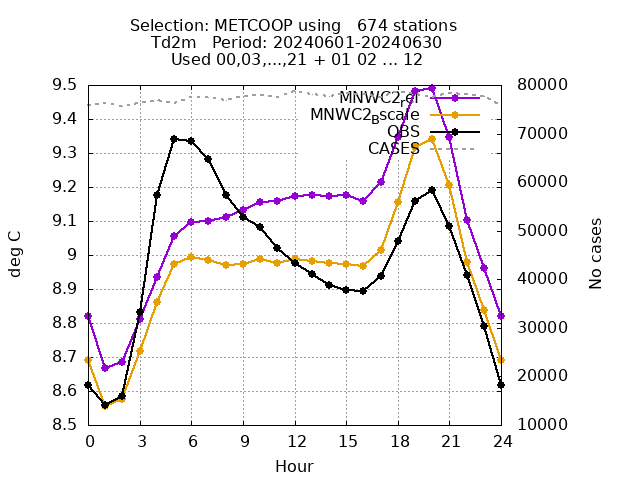 Selection: METCOOP using   674 stations
Td2m   Period: 20240601-20240630
Used 00,03,...,21 + 01 02 ... 12
9.5
9.4
9.3
9.2
9.1
9
8.9
8.8
8.7
8.6
8.5
deg C
80000
70000
60000
50000
40000
30000
20000
10000
No cases
MNWC2_rel
MNWC2_Bscale
OBS
CASES
0 3 6 9 12 15 18 21 24
Hour